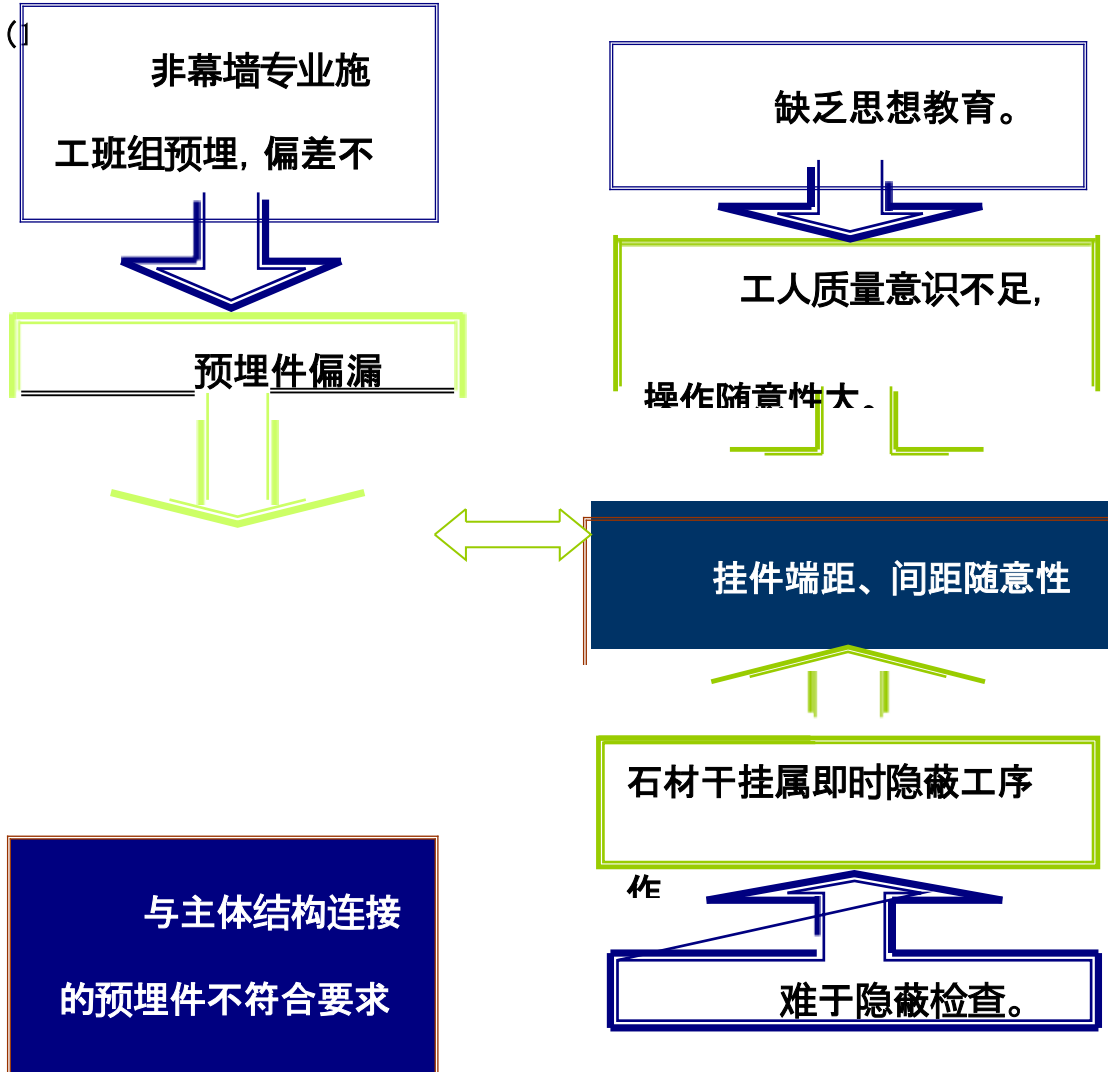 非幕墙专业施
工班组预埋, 偏差不
预埋件偏漏
与主体结构连接
的预埋件不符合要求
缺乏思想教育。
工人质量意识不足,
操作随意性大。
挂件端距、间距随意性
石材干挂属即时隐蔽工序
作
难于隐蔽检查。